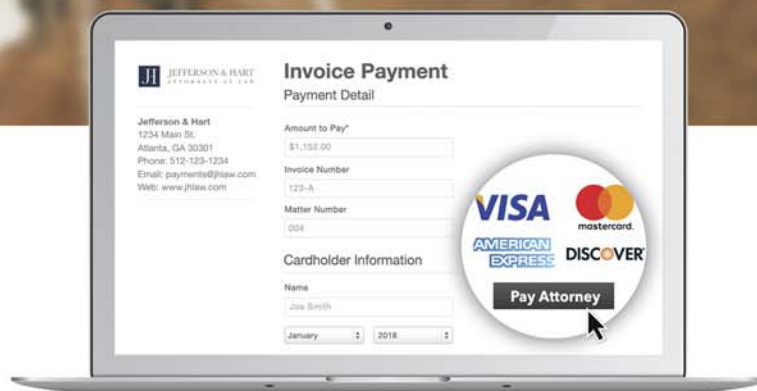 JH JEFFERSON & HART
ATTORNEYS AT LAW
Jefferson & Hart
1234 Main St.
Atlanta, GA 30301
Phone: 512-123-1234
Email: payments@jhlaw.com
Web: www.jhlaw.com
Invoice Payment
Payment Detail
Amount to Pay*
$1,152.00
Invoice Number
123-A
Matter Number
004
Cardholder Information
Name
Joe Smith
January 2018
VISA
mastercard.
AMERICAN
EXPRESS
DISCOVER
Pay Attorney